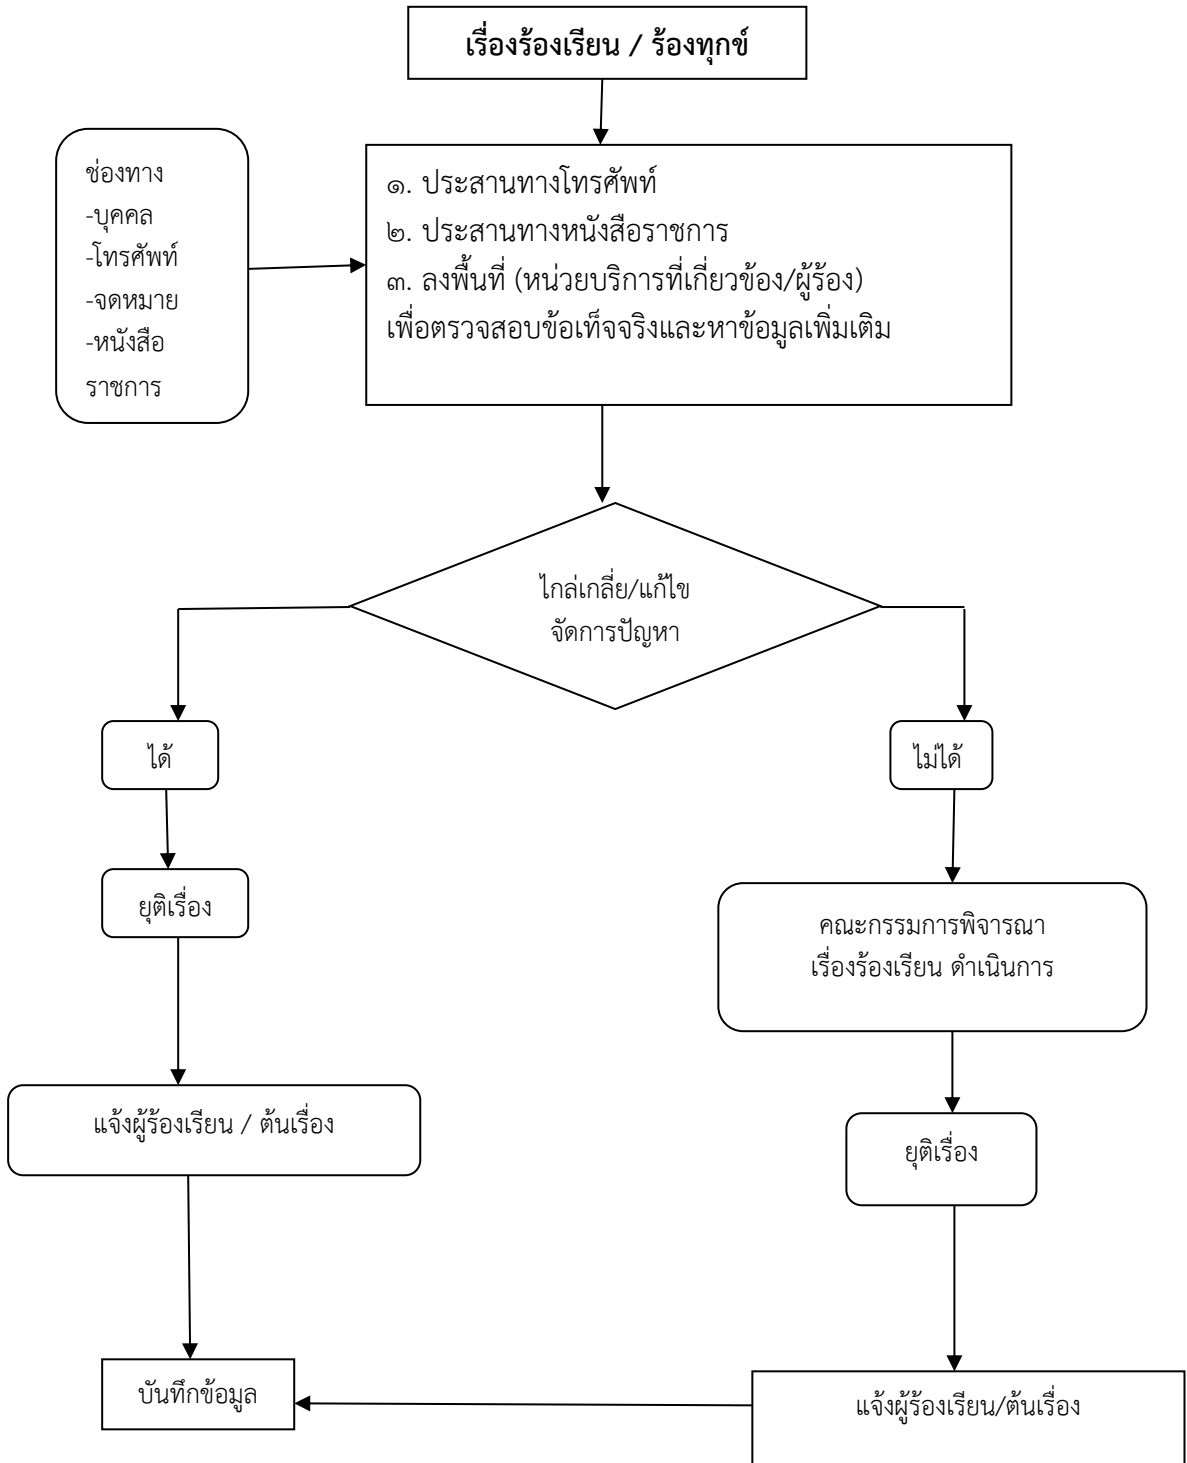 เรื่องร้องเรียน / ร้องทุกข์
ช่องทาง
-บุคคล
-โทรศัพท์
-จดหมาย
-หนังสือ
ราชการ
๑. ประสานทางโทรศัพท์
๒. ประสานทางหนังสือราชการ
๓. ลงพื้นที่ (หน่วยบริการที่เกี่ยวข้อง/ผู้ร้อง)
เพื่อตรวจสอบข้อเท็จจริงและหาข้อมูลเพิ่มเติม
ไกล่เกลี่ย/แก้ไข
จัดการปัญหา
ได้
ไม่ได้
ยุติเรื่อง
คณะกรรมการพิจารณา
เรื่องร้องเรียน ดำเนินการ
แจ้งผู้ร้องเรียน / ต้นเรื่อง
ยุติเรื่อง
บันทึกข้อมูล
แจ้งผู้ร้องเรียน/ต้นเรื่อง